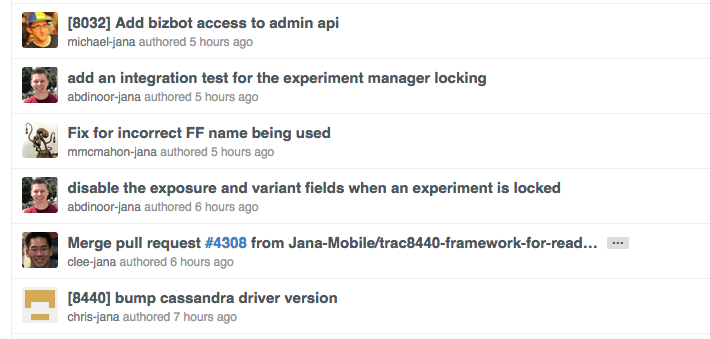 [8032] Add bizbot access to admin api
michael-jana authored 5 hours ago
add an integration test for the experiment manager locking
abdinoor-jana authored 5 hours ago
Fix for incorrect FF name being used
mmcmahon-jana authored 5 hours ago
disable the exposure and variant fields when an experiment is locked
abdinoor-jana authored 6 hours ago
Merge pull request #4308 from Jana-Mobile/trac8440-framework-for-read… …
clee-jana authored 6 hours ago
[8440] bump cassandra driver version
chris-jana authored 7 hours ago